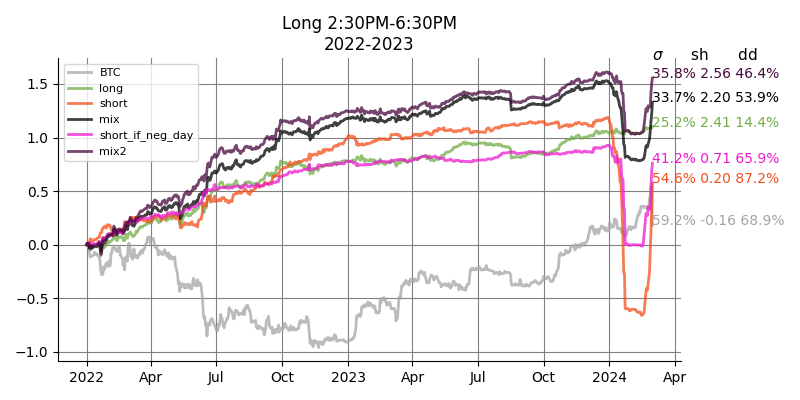 Long 2:30PM-6:30PM
2022-2023
σ sh dd
35.8% 2.56 46.4%
33.7% 2.20 53.9%
25.2% 2.41 14.4%
41.2% 0.71 65.9%
54.6% 0.20 87.2%
59.2% -0.16 68.9%
BTC
long
short
mix
short_if_neg_day
mix2
1.5
1.0
0.5
0.0
−0.5
−1.0
2022 Apr Jul Oct 2023 Apr Jul Oct 2024 Apr